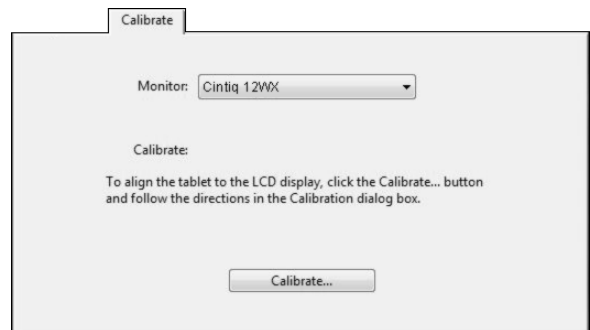 Calibrate
Monitor: Cintiq 12WX
Calibrate:
To align the tablet to the LCD display, click the Calibrate... button
and follow the directions in the Calibration dialog box.
Calibrate...